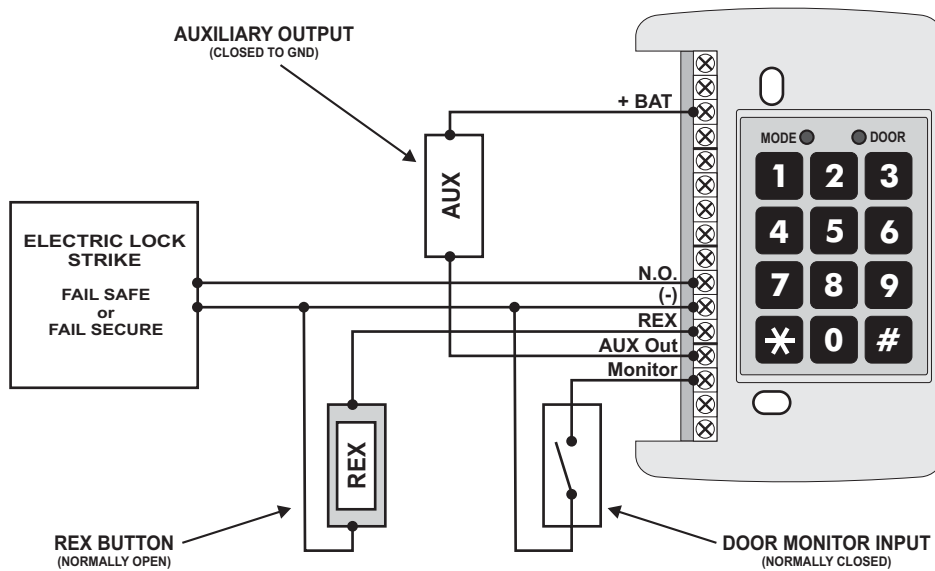 AUXILIARY OUTPUT
(CLOSED TO GND)
+ BAT
MODE
DOOR
1 2 3
4 5 6
7 8 9
* 0 #
AUX
ELECTRIC LOCK
STRIKE
FAIL SAFE
or
FAIL SECURE
N.O.
(-)
REX
AUX Out
Monitor
REX
REX BUTTON
(NORMALLY OPEN)
DOOR MONITOR INPUT
(NORMALLY CLOSED)